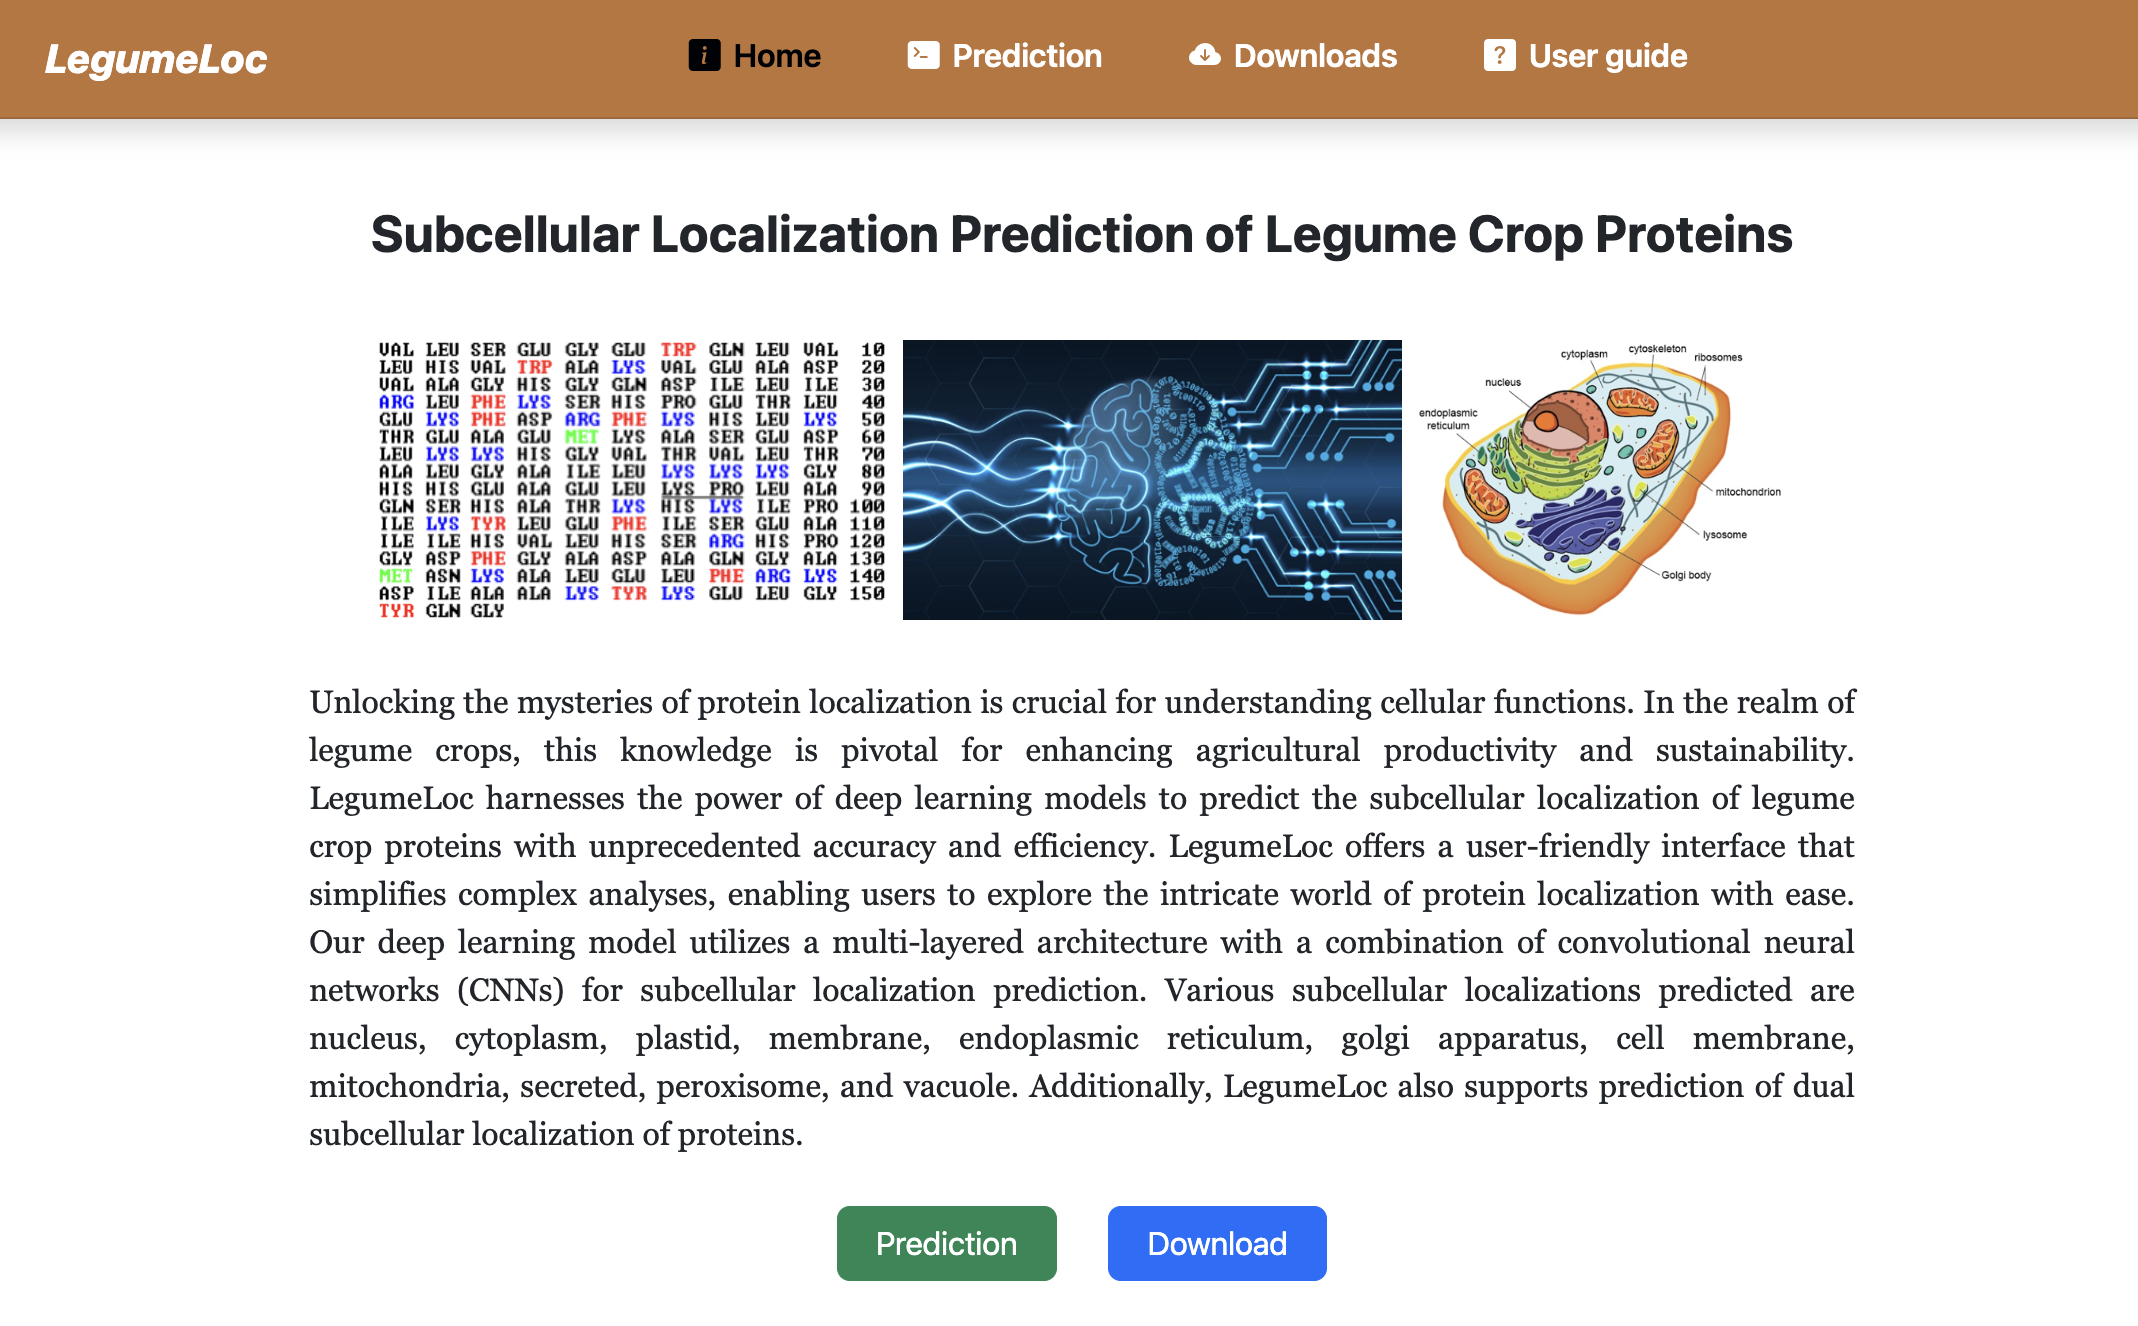 LegumeLoc
Home
Prediction
Downloads
User guide
Subcellular Localization Prediction of Legume Crop Proteins
VAL LEU SER GLU GLY GLU TRP GLN LEU VAL 10
LEU HIS VAL TRP ALA LYS VAL GLU ALA ASP 20
VAL ALA GLY HIS GLY GLN ASP ILE LEU ILE 30
ARG LEU PHE LYS SER HIS PRO GLU THR LEU 40
GLU LYS PHE ASP ARG PHE LYS HIS LEU LYS 50
THR GLU ALA GLU MET LYS ALA SER GLU ASP 60
LEU LYS LYS HIS GLY VAL THR VAL LEU THR 70
ALA LEU GLY ALA ILE LEU LYS LYS LYS GLY 80
HIS HIS GLU ALA GLU LEU LYS PRO LEU ALA 90
GLN SER HIS ALA THR LYS HIS LYS ILE PRO 100
ILE LYS TYR LEU GLU PHE ILE SER GLU ALA 110
ILE ILE HIS VAL LEU HIS SER ARG HIS PRO 120
GLY ASP PHE GLY ALA ASP ALA GLN GLY ALA 130
MET ASN LYS ALA LEU GLU LEU PHE ARG LYS 140
ASP ILE ALA ALA LYS TYR LYS GLU LEU GLY 150
TYR GLN GLY
cytoplasm
cytoskeleton
ribosomes
nucleus
endoplasmic
reticulum
mitochondrion
lysosome
Golgi body
Unlocking the mysteries of protein localization is crucial for understanding cellular functions. In the realm of
legume crops, this knowledge is pivotal for enhancing agricultural productivity and sustainability.
LegumeLoc harnesses the power of deep learning models to predict the subcellular localization of legume
crop proteins with unprecedented accuracy and efficiency. LegumeLoc offers a user-friendly interface that
simplifies complex analyses, enabling users to explore the intricate world of protein localization with ease.
Our deep learning model utilizes a multi-layered architecture with a combination of convolutional neural
networks (CNNs) for subcellular localization prediction. Various subcellular localizations predicted are
nucleus, cytoplasm, plastid, membrane, endoplasmic reticulum, golgi apparatus, cell membrane,
mitochondria, secreted, peroxisome, and vacuole. Additionally, LegumeLoc also supports prediction of dual
subcellular localization of proteins.
Prediction
Download